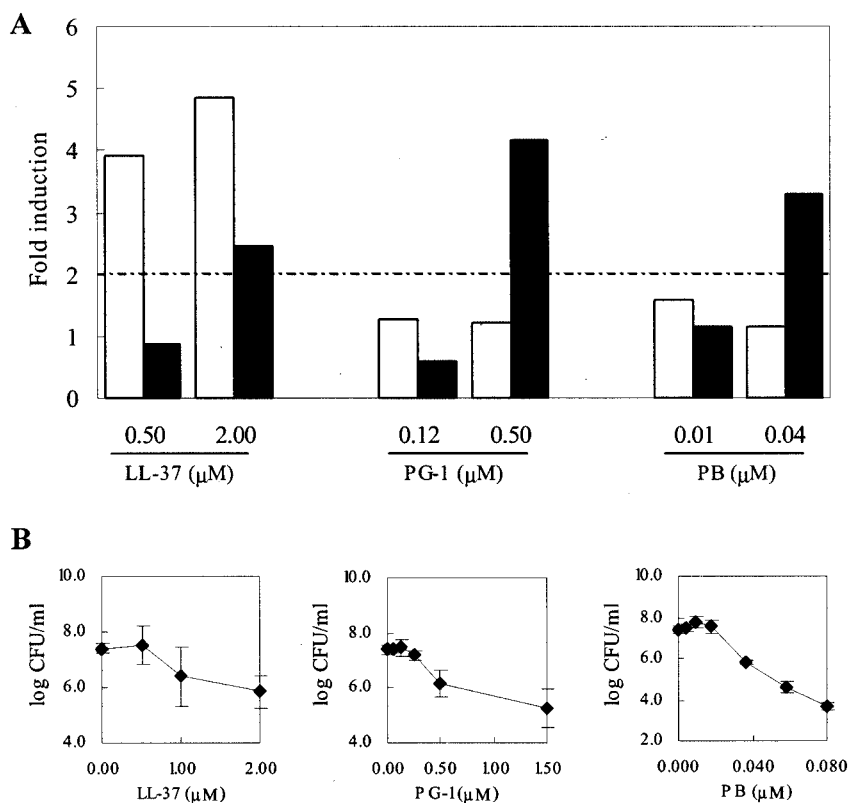 A
Fold induction
6
5
4
3
2
1
0
0.50 2.00 0.12 0.50 0.01 0.04
LL-37 (μM) PG-1 (μM) PB (μM)
B
log CFU/ml
10.0
8.0
6.0
4.0
0.00 1.00 2.00
LL-37 (μM)
log CFU/ml
10.0
8.0
6.0
4.0
0.00 0.50 1.00 1.50
PG-1(μM)
log CFU/ml
10.0
8.0
6.0
4.0
2.0
0.000 0.040 0.080
PB (μM)